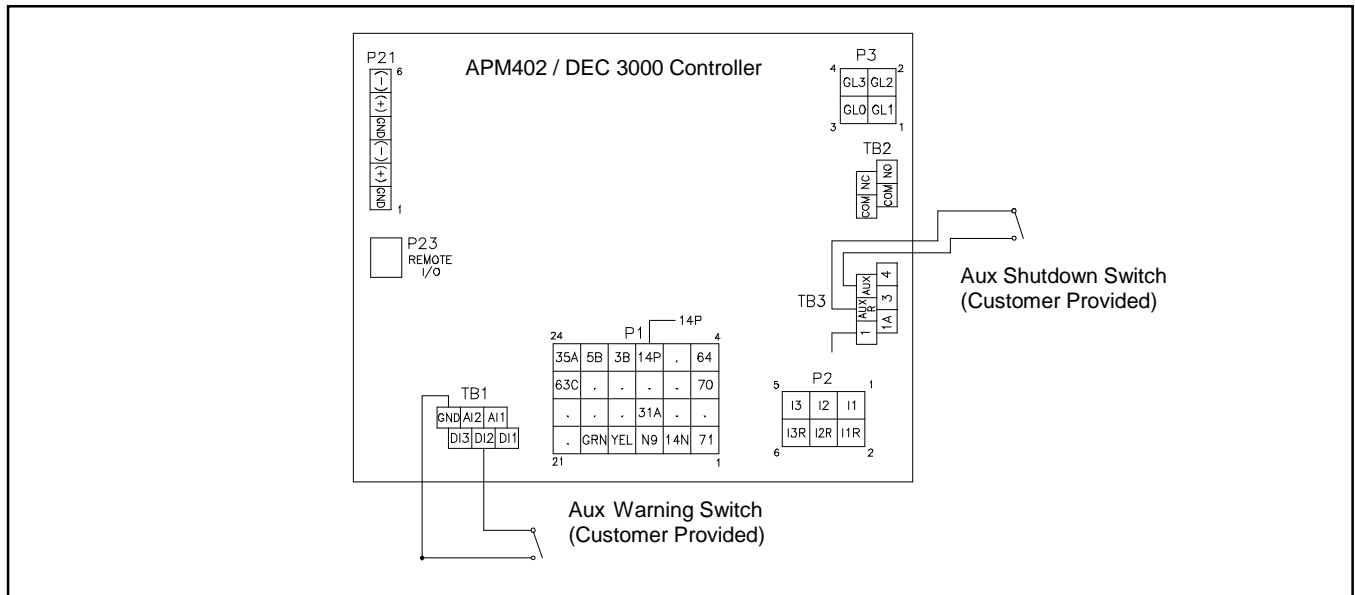 P21
6
(−)
(+)
GND
(−)
(+)
GND
1
APM402 / DEC 3000 Controller
P3
4 2
GL3 GL2
GL0 GL1
3 1
TB2
NC NO
COM COM
P23
REMOTE
I/O
Aux Shutdown Switch
(Customer Provided)
TB3
AUX 4
AUX R 3
1 1A
14P
P1
24 4
35A 5B 3B 14P . 64
63C . . . . 70
. . . 31A . .
. GRN YEL N9 14N 71
21 1
P2
5 1
I3 I2 I1
I3R I2R I1R
6 2
TB1
GND AI2 AI1
DI3 DI2 DI1
Aux Warning Switch
(Customer Provided)